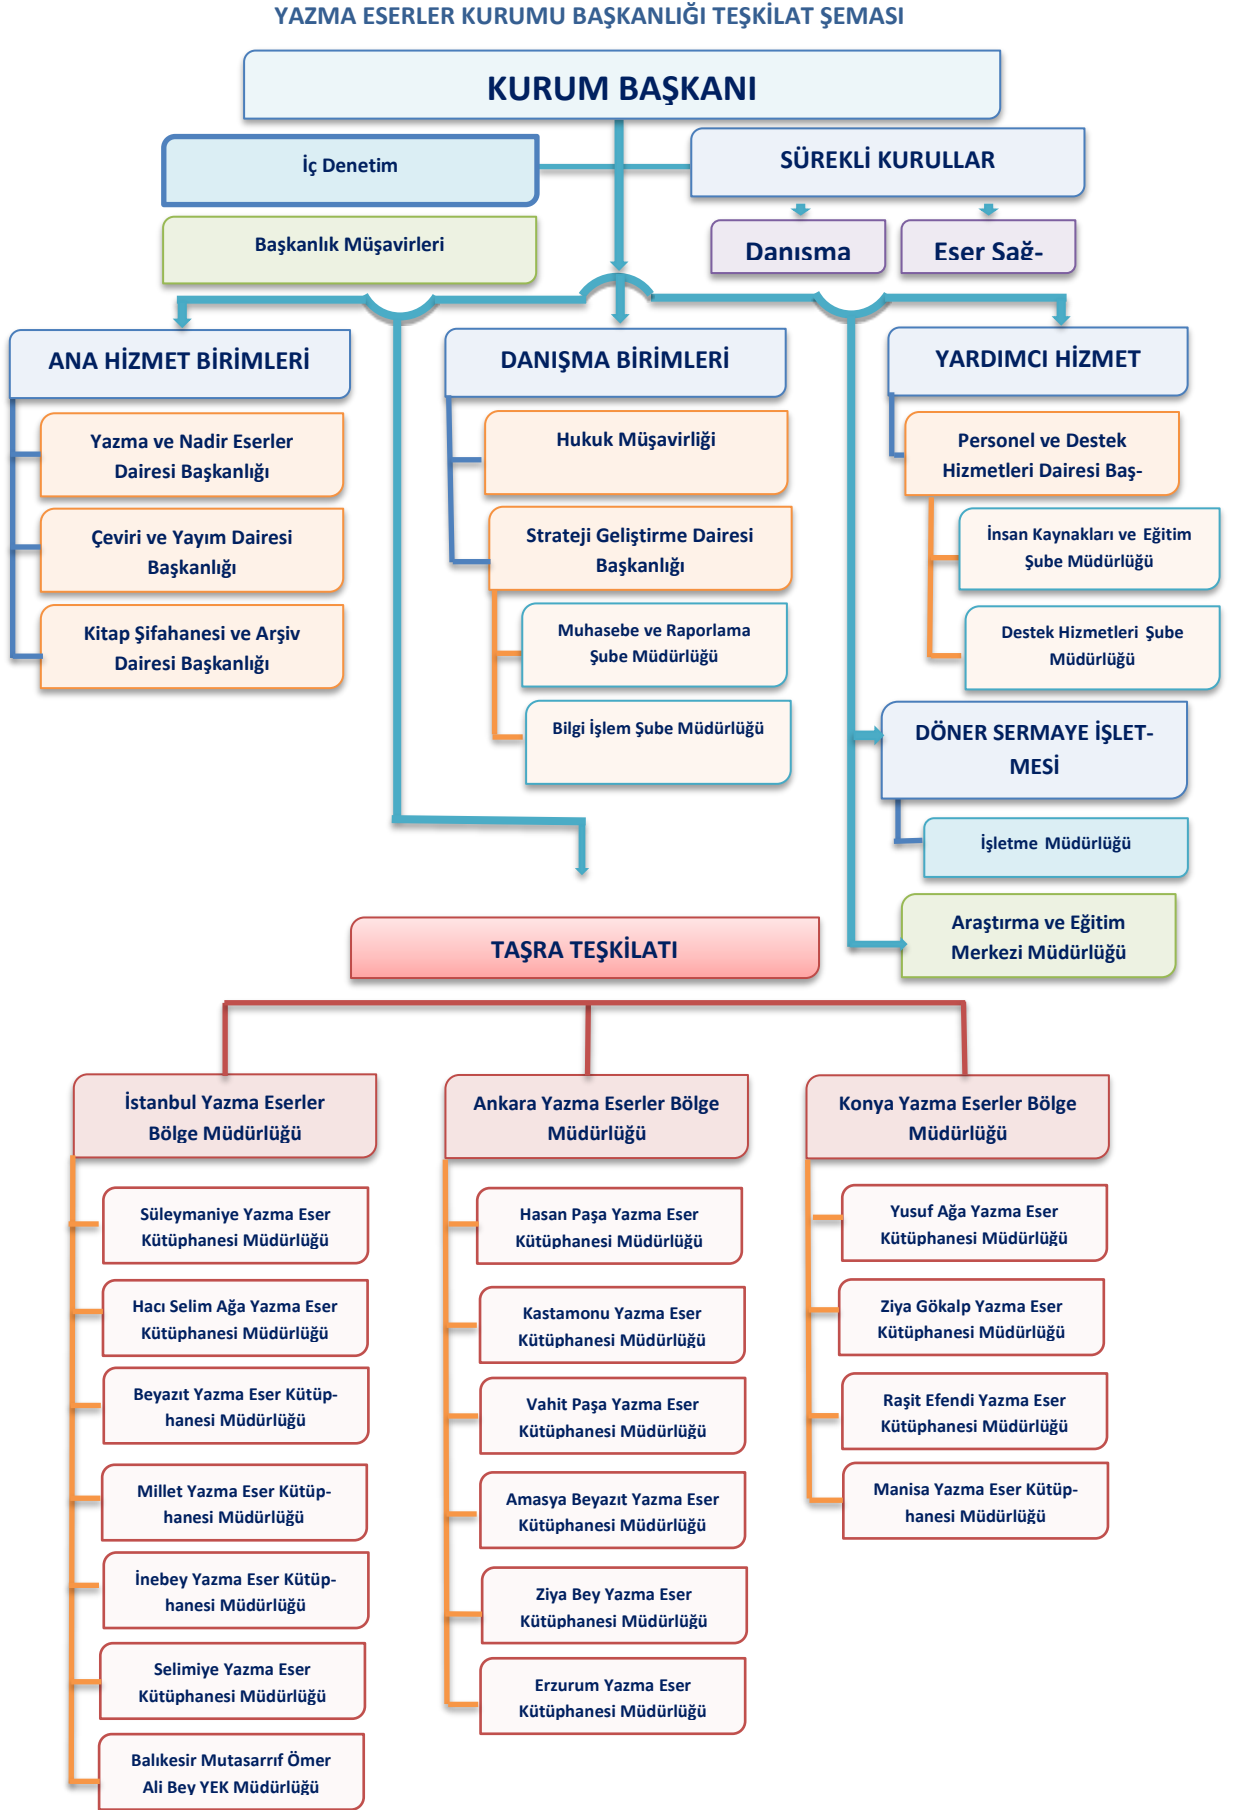 YAZMA ESERLER KURUMU BAŞKANLIĞI TEŞKİLAT ŞEMASI
KURUM BAŞKANI
İç Denetim
SÜREKLİ KURULLAR
Başkanlık Müşavirleri
Danışma
Eser Sağ-
ANA HİZMET BİRİMLERİ
Yazma ve Nadir Eserler
Dairesi Başkanlığı
Çeviri ve Yayım Dairesi
Başkanlığı
Kitap Şifahanesi ve Arşiv
Dairesi Başkanlığı
DANIŞMA BİRİMLERİ
Hukuk Müşavirliği
Strateji Geliştirme Dairesi
Başkanlığı
Muhasebe ve Raporlama
Şube Müdürlüğü
Bilgi İşlem Şube Müdürlüğü
YARDIMCI HİZMET
Personel ve Destek
Hizmetleri Dairesi Baş-
İnsan Kaynakları ve Eğitim
Şube Müdürlüğü
Destek Hizmetleri Şube
Müdürlüğü
DÖNER SERMAYE İŞLET-
MESİ
İşletme Müdürlüğü
Araştırma ve Eğitim
Merkezi Müdürlüğü
TAŞRA TEŞKİLATI
İstanbul Yazma Eserler
Bölge Müdürlüğü
Süleymaniye Yazma Eser
Kütüphanesi Müdürlüğü
Hacı Selim Ağa Yazma Eser
Kütüphanesi Müdürlüğü
Beyazıt Yazma Eser Kütüp-
hanesi Müdürlüğü
Millet Yazma Eser Kütüp-
hanesi Müdürlüğü
İnebey Yazma Eser Kütüp-
hanesi Müdürlüğü
Selimiye Yazma Eser
Kütüphanesi Müdürlüğü
Balıkesir Mutasarrıf Ömer
Ali Bey YEK Müdürlüğü
Ankara Yazma Eserler Bölge
Müdürlüğü
Hasan Paşa Yazma Eser
Kütüphanesi Müdürlüğü
Kastamonu Yazma Eser
Kütüphanesi Müdürlüğü
Vahit Paşa Yazma Eser
Kütüphanesi Müdürlüğü
Amasya Beyazıt Yazma Eser
Kütüphanesi Müdürlüğü
Ziya Bey Yazma Eser
Kütüphanesi Müdürlüğü
Erzurum Yazma Eser
Kütüphanesi Müdürlüğü
Konya Yazma Eserler Bölge
Müdürlüğü
Yusuf Ağa Yazma Eser
Kütüphanesi Müdürlüğü
Ziya Gökalp Yazma Eser
Kütüphanesi Müdürlüğü
Raşit Efendi Yazma Eser
Kütüphanesi Müdürlüğü
Manisa Yazma Eser Kütüp-
hanesi Müdürlüğü